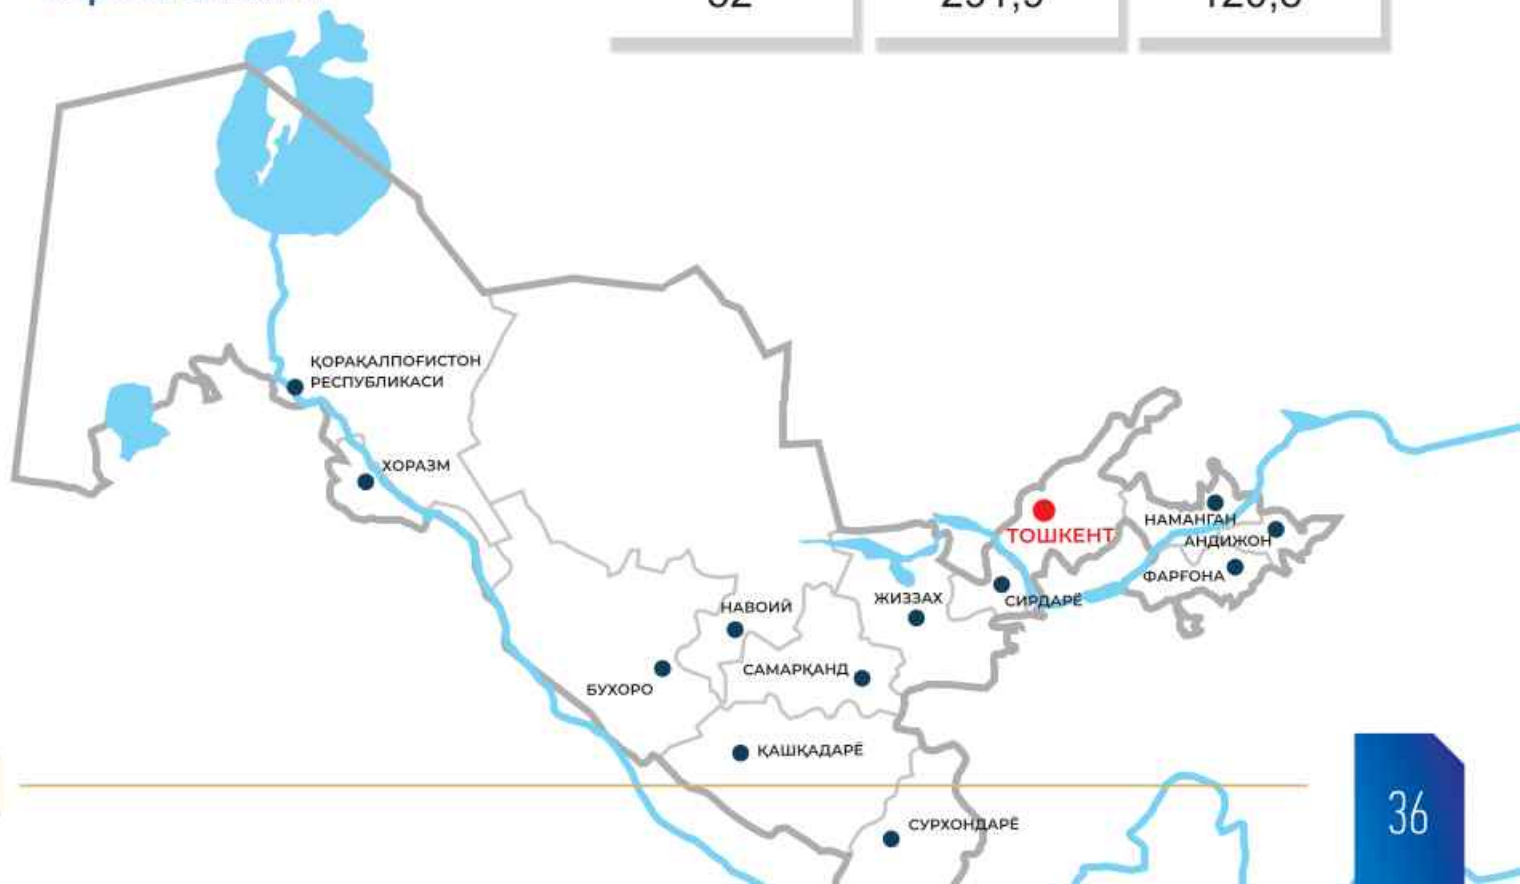 ҚОРАҚАЛПОҒИСТОН
РЕСПУБЛИКАСИ
ХОРАЗМ
ТОШКЕНТ
НАМАНГАН
АНДИЖОН
ФАРҒОНА
СИРДАРЁ
ЖИЗЗАХ
НАВОИЙ
САМАРҚАНД
БУХОРО
ҚАШҚАДАРЁ
СУРХОНДАРЁ
36